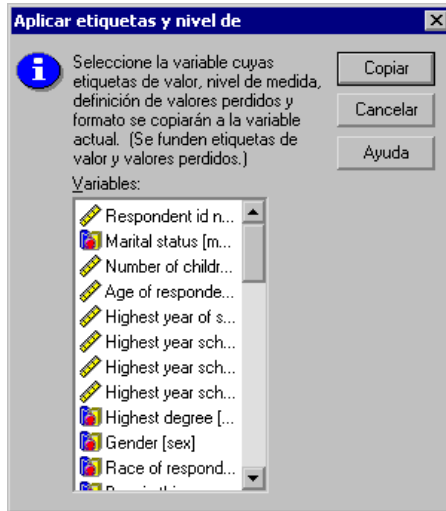 Aplicar etiquetas y nivel de
Seleccione la variable cuyas
etiquetas de valor, nivel de medida,
definición de valores perdidos y
formato se copiarán a la variable
actual. (Se funden etiquetas de
valor y valores perdidos.)
Copiar
Cancelar
Ayuda
Variables:
Respondent id n...
Marital status [m...
Number of childr...
Age of responde...
Highest year of s...
Highest year sch...
Highest year sch...
Highest year sch...
Highest degree [...
Gender [sex]
Race of respond...